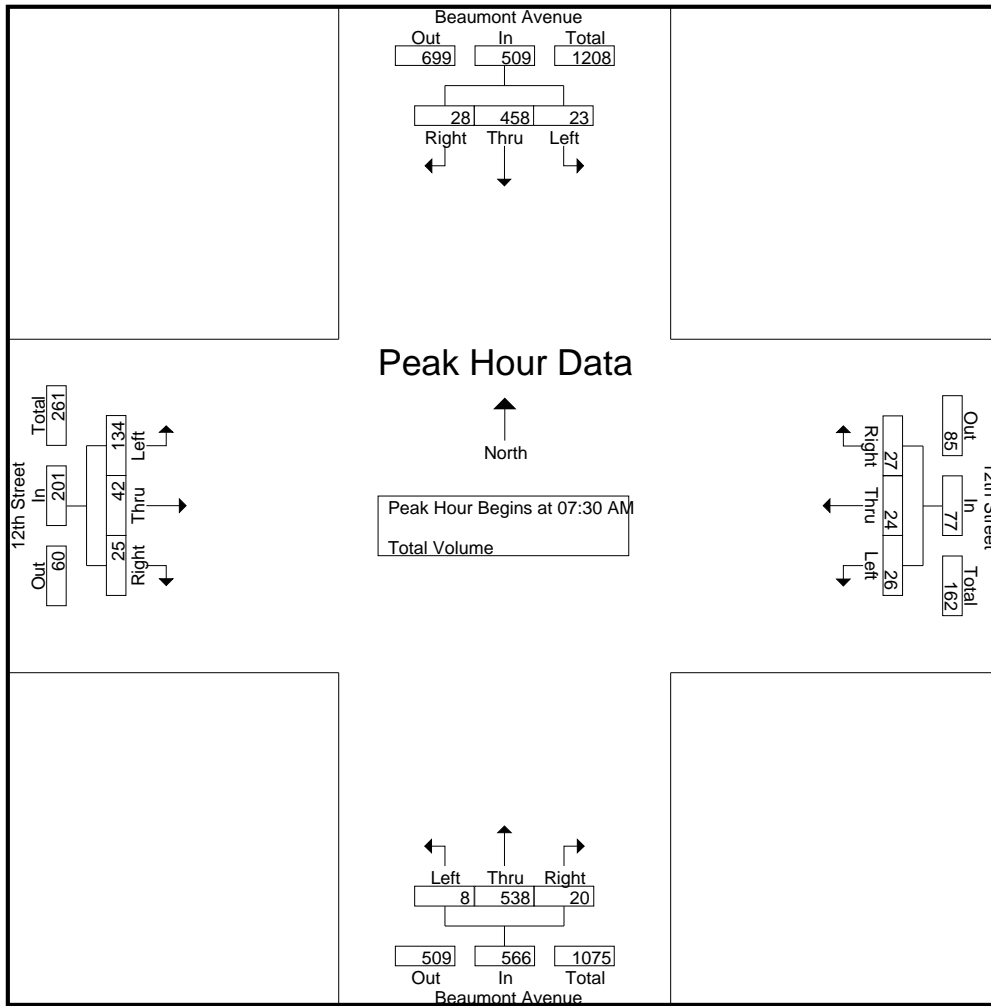 Beaumont Avenue
Out In Total
699 509 1208
28 458 23
Right Thru Left
Peak Hour Data
North
Peak Hour Begins at 07:30 AM
Total Volume
12th Street
Total In Out
261 201 60
134 42 25
Left Thru Right
Right Thru Left
27 24 26
Out In Total
85 77 162
12th Street
Left Thru Right
8 538 20
509 566 1075
Out In Total
Beaumont Avenue